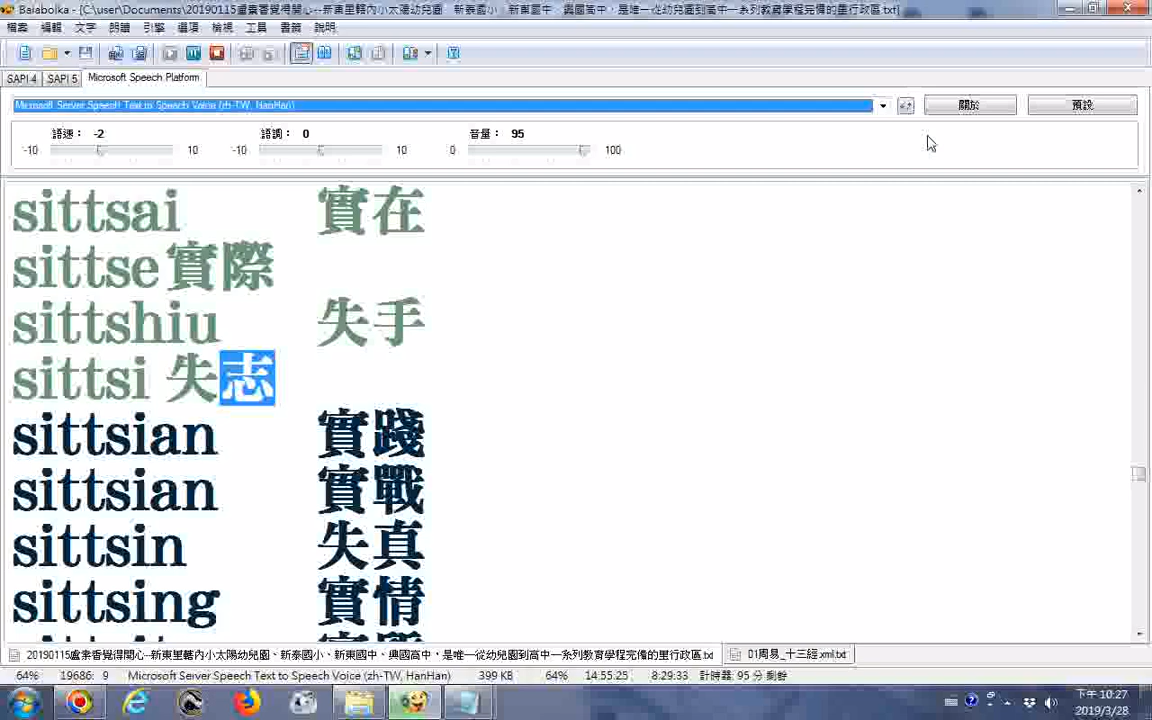 Balabolka - [C:\user\Documents\20190115盧素香覺得開心--新東里轄內小太陽幼兒園、新泰國小、新東國中、興國高中，是唯一從幼兒園到高中一系列教育學程完備的里行政區.txt]
檔案 編輯 文字 朗讀 引擎 選項 檢視 工具 書籤 說明
SAPI 4 SAPI 5 Microsoft Speech Platform
Microsoft Server Speech Text to Speech Voice (zh-TW, HanHan) 關於 預設
語速： -2 語調： 0 音量： 95
-10 10 -10 10 0 100
sittsai 實在
sittse 實際
sittshiu 失手
sittsi 失志
sittsian 實踐
sittsian 實戰
sittsin 失真
sittsing 實情
20190115盧素香覺得開心--新東里轄內小太陽幼兒園、新泰國小、新東國中、興國高中，是唯一從幼兒園到高中一系列教育學程完備的里行政區.txt 01周易_十三經.xml.txt
64% 19686: 9 Microsoft Server Speech Text to Speech Voice (zh-TW, HanHan) 399 KB 64% 14:55.25 8:29:33 計時器: 95 分 剩餘
下午 10:27
2019/3/28